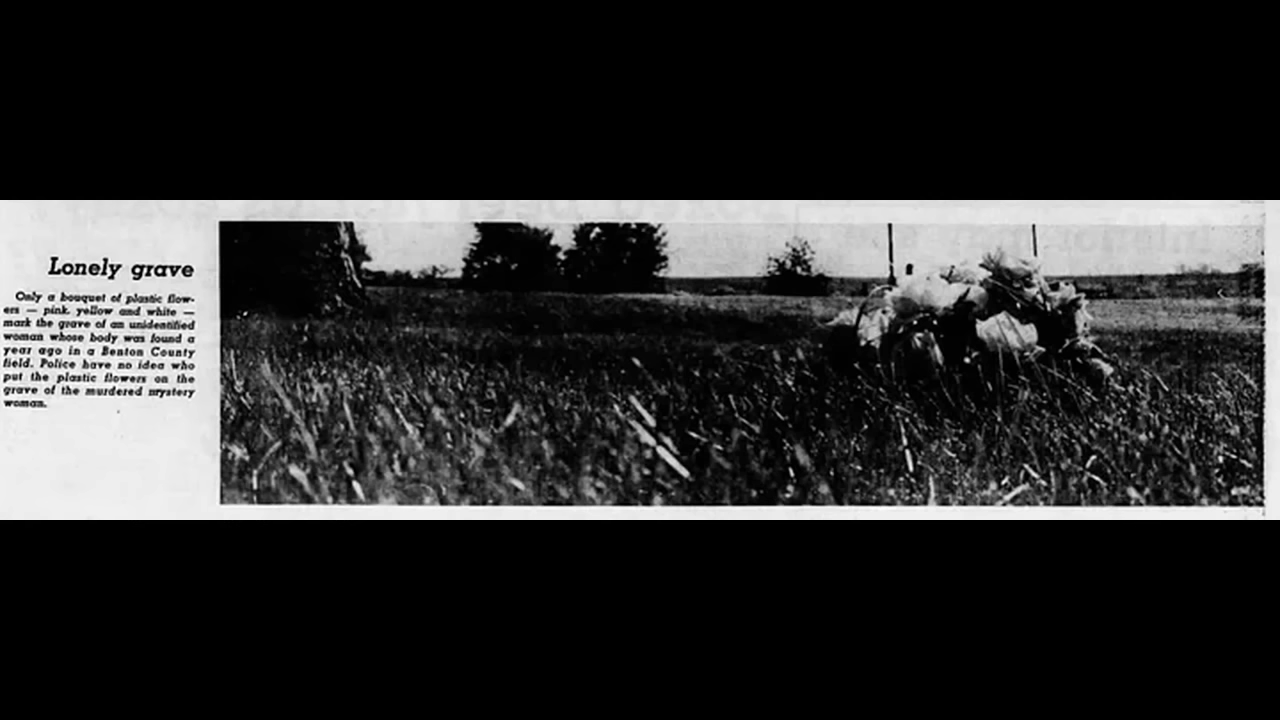 Lonely grave
Only a bouquet of plastic flow-
ers — pink, yellow and white —
mark the grave of an unidentified
woman whose body was found a
year ago in a Benton County
field. Police have no idea who
put the plastic flowers on the
grave of the murdered mystery
woman.